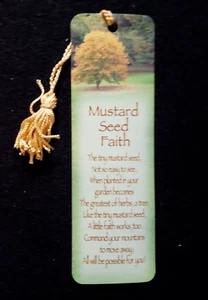 Mustard
Seed
Faith
The tiny mustard seed,
Not so easy to see,
When planted in your
garden becomes
The greatest of herbs, a tree.
Like the tiny mustard seed,
A little faith works, too.
Command your mountains
to move away;
All will be possible for you!